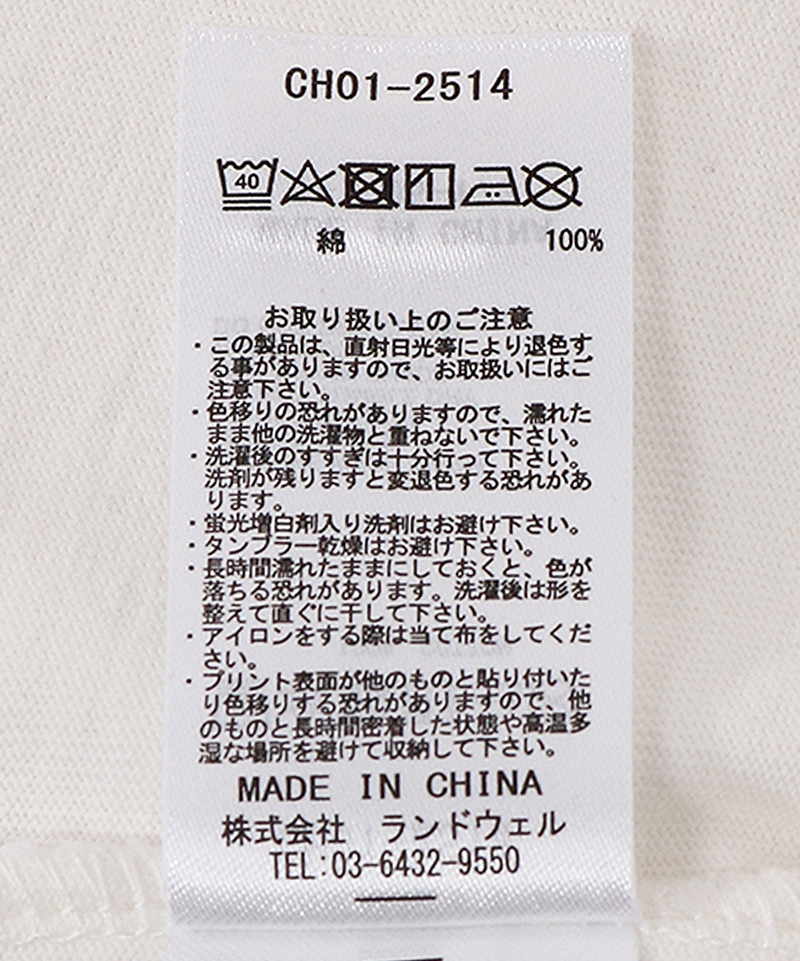 CH01-2514
40
綿 100%
お取り扱い上のご注意
・この製品は、直射日光等により退色す
る事がありますので、お取扱いにはご
注意下さい。
・色移りの恐れがありますので、濡れた
まま他の洗濯物と重ねないで下さい。
・洗濯後のすすぎは十分行って下さい。
洗剤が残りますと変退色する恐れがあ
ります。
・蛍光増白剤入り洗剤はお避け下さい。
・タンブラー乾燥はお避け下さい。
・長時間濡れたままにしておくと、色が
落ちる恐れがあります。洗濯後は形を
整えて直ぐに干して下さい。
・アイロンをする際は当て布をしてくだ
さい。
・プリント表面が他のものと貼り付いた
り色移りする恐れがありますので、他
のものと長時間密着した状態や高温多
湿な場所を避けて収納して下さい。
MADE IN CHINA
株式会社 ランドウェル
TEL:03-6432-9550